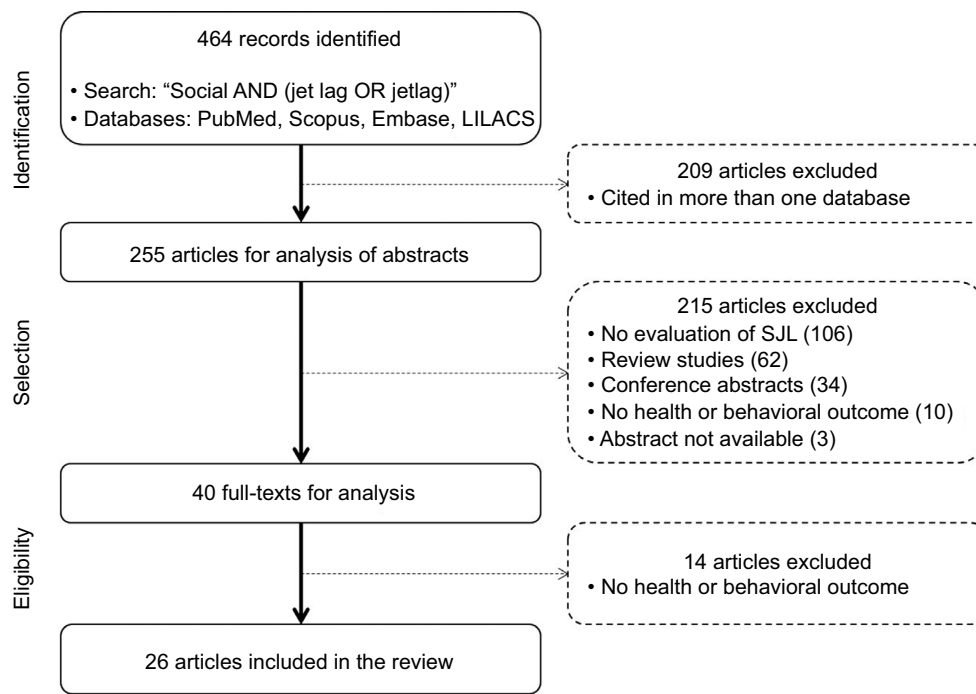 Identification
464 records identified
• Search: “Social AND (jet lag OR jetlag)”
• Databases: PubMed, Scopus, Embase, LILACS
209 articles excluded
• Cited in more than one database
255 articles for analysis of abstracts
Selection
215 articles excluded
• No evaluation of SJL (106)
• Review studies (62)
• Conference abstracts (34)
• No health or behavioral outcome (10)
• Abstract not available (3)
40 full-texts for analysis
Eligibility
14 articles excluded
• No health or behavioral outcome
26 articles included in the review